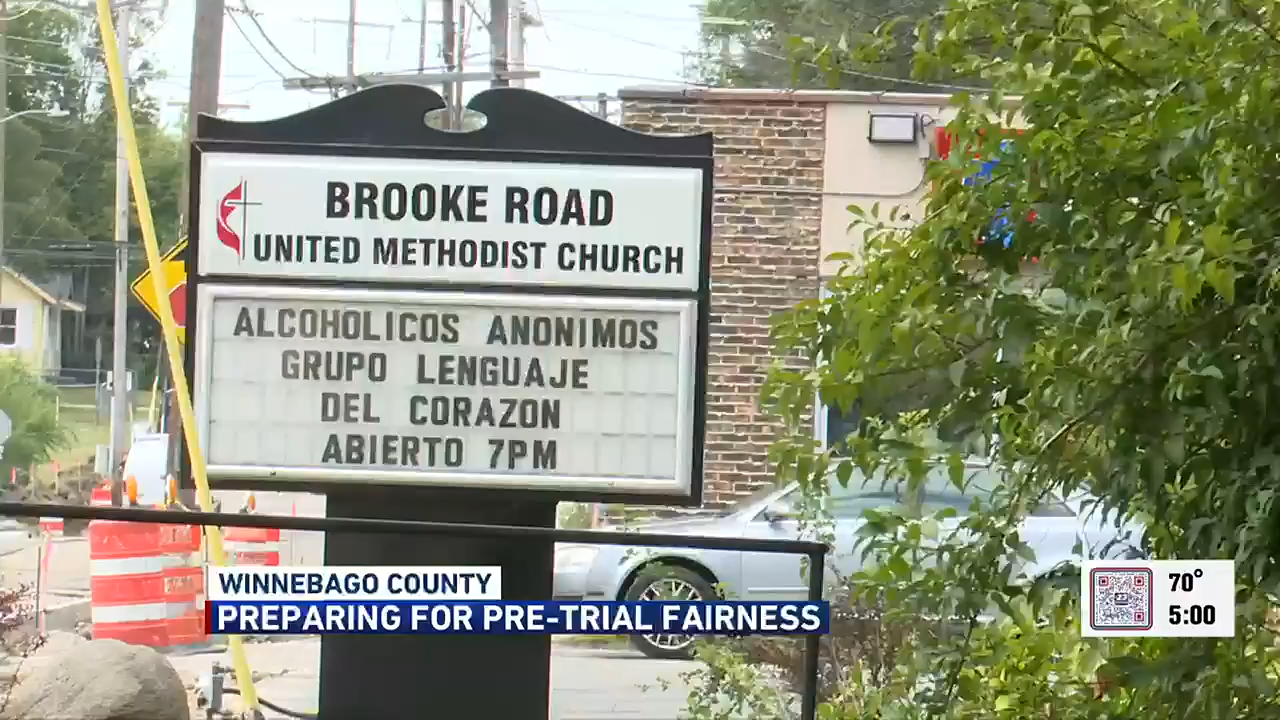 BROOKE ROAD
UNITED METHODIST CHURCH
ALCOHOLICOS ANONIMOS
GRUPO LENGUAJE
DEL CORAZON
ABIERTO 7PM
WINNEBAGO COUNTY
PREPARING FOR PRE-TRIAL FAIRNESS
70°
5:00